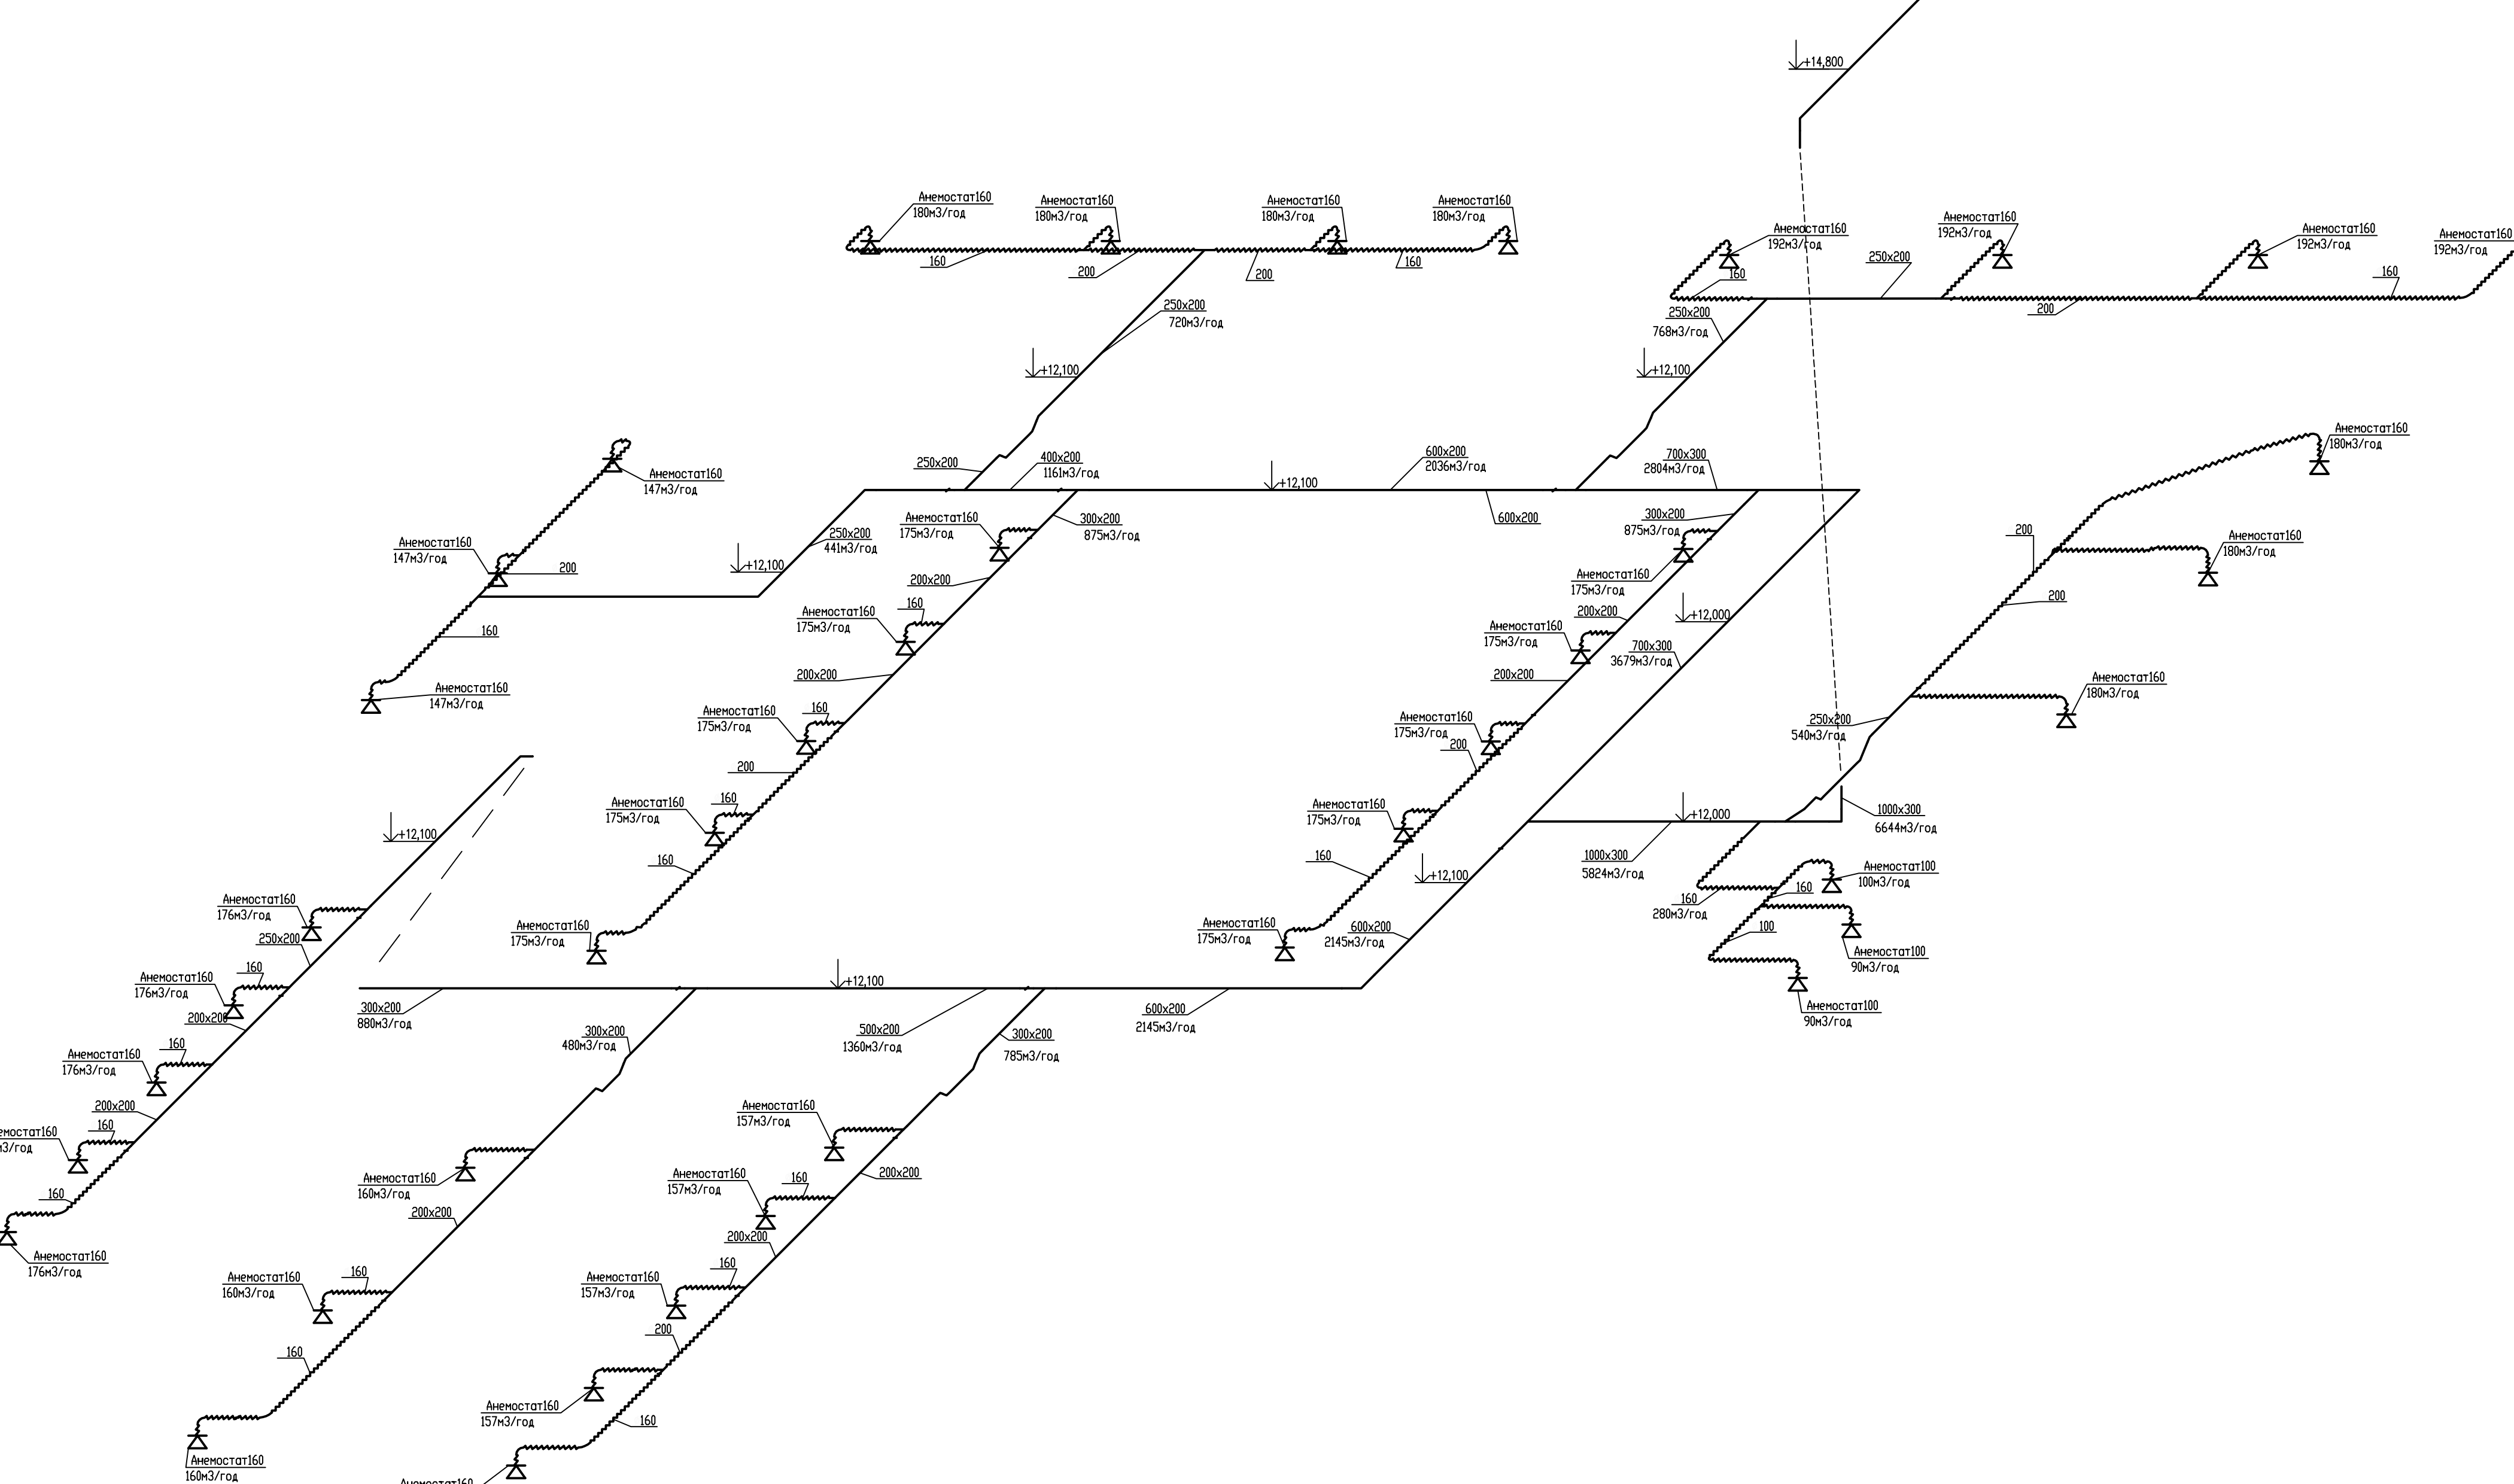 +14,800
Анемостат160
180м3/год
Анемостат160
180м3/год
Анемостат160
180м3/год
Анемостат160
180м3/год
160
200
200
160
250х200
720м3/год
+12,100
250х200
Анемостат160
192м3/год
160
Анемостат160
192м3/год
250х200
Анемостат160
192м3/год
Анемостат160
192м3/год
160
200
250х200
768м3/год
+12,100
400х200
1161м3/год
+12,100
600х200
2036м3/год
600х200
700х300
2804м3/год
Анемостат160
147м3/год
Анемостат160
147м3/год
200
160
Анемостат160
147м3/год
+12,100
250х200
441м3/год
Анемостат160
175м3/год
300х200
875м3/год
200х200
160
Анемостат160
175м3/год
200х200
160
Анемостат160
175м3/год
200
160
Анемостат160
175м3/год
160
Анемостат160
175м3/год
300х200
875м3/год
Анемостат160
175м3/год
200х200
Анемостат160
175м3/год
200х200
Анемостат160
175м3/год
200
Анемостат160
175м3/год
160
Анемостат160
175м3/год
+12,000
700х300
3679м3/год
+12,100
600х200
2145м3/год
Анемостат160
180м3/год
200
Анемостат160
180м3/год
200
Анемостат160
180м3/год
250х200
540м3/год
+12,000
1000х300
6644м3/год
1000х300
5824м3/год
Анемостат100
100м3/год
160
160
280м3/год
100
Анемостат100
90м3/год
Анемостат100
90м3/год
+12,100
Анемостат160
176м3/год
250х200
160
Анемостат160
176м3/год
200х200
160
Анемостат160
176м3/год
200х200
160
емостат160
м3/год
160
Анемостат160
176м3/год
300х200
880м3/год
+12,100
500х200
1360м3/год
600х200
2145м3/год
300х200
480м3/год
Анемостат160
160м3/год
200х200
160
Анемостат160
160м3/год
160
Анемостат160
160м3/год
300х200
785м3/год
Анемостат160
157м3/год
200х200
160
Анемостат160
157м3/год
200х200
160
Анемостат160
157м3/год
200
Анемостат160
157м3/год
160
Анемостат160